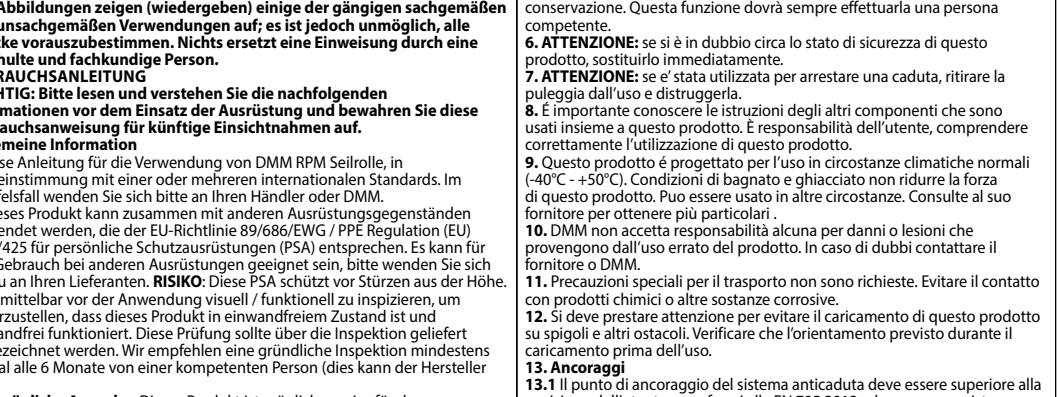 Abbildungen zeigen (wiedergeben) einige der gängigen sachgemäßen
unsachgemäßen Verwendungen auf; es ist jedoch unmöglich, alle
vorauszubestimmen. Nichts ersetzt eine Einweisung durch eine
und fachkundige Person.
RAUCHSANLEITUNG
HTIG: Bitte lesen und verstehen Sie die nachfolgenden
mationen vor dem Einsatz der Ausrüstung und bewahren Sie diese
auchsanweisung für künftige Einsichtnahmen auf.
emeine Information
se Anleitung für die Verwendung von DMM RPM Seilrolle, in
einstimmung mit einer oder mehreren internationalen Standards. Im
felsfall wenden Sie sich bitte an Ihren Händler oder DMM.
eses Produkt kann zusammen mit anderen Ausrüstungsgegenständen
endet werden, die der EU-Richtlinie 89/686/EWG / PPE Regulation (EU)
/425 für persönliche Schutzausrüstungen (PSA) entsprechen. Es kann für
Gebrauch bei anderen Ausrüstungen geeignet sein, bitte wenden Sie sich
u an Ihren Lieferanten. RISIKO: Diese PSA schützt vor Stürzen aus der Höhe.
mittelbar vor der Anwendung visuell / funktionell zu inspizieren, um
rzustellen, dass dieses Produkt in einwandfreiem Zustand ist und
andfrei funktioniert. Diese Prüfung sollte über die Inspektion geliefert
ezeichnet werden. Wir empfehlen eine gründliche Inspektion mindestens
al alle 6 Monate von einer kompetenten Person (dies kann der Hersteller
conservazione. Questa funzione dovrà sempre effettuarla una persona
competente.
6. ATTENZIONE: se si è in dubbio circa lo stato di sicurezza di questo
prodotto, sostituirlo immediatamente.
7. ATTENZIONE: se e' stata utilizzata per arrestare una caduta, ritirare la
puleggia dall'uso e distruggerla.
8. É importante conoscere le istruzioni degli altri componenti che sono
usati insieme a questo prodotto. È responsabilità dell'utente, comprendere
correttamente l'utilizzazione di questo prodotto.
9. Questo prodotto é progettato per l'uso in circostanze climatiche normali
(-40°C - +50°C). Condizioni di bagnato e ghiacciato non ridurre la forza
di questo prodotto. Puo essere usato in altre circostanze. Consulte al suo
fornitore per ottenere più particolari .
10. DMM non accetta responsabilità alcuna per danni o lesioni che
provengono dall'uso errato del prodotto. In caso di dubbi contattare il
fornitore o DMM.
11. Precauzioni speciali per il trasporto non sono richieste. Evitare il contatto
con prodotti chimici o altre sostanze corrosive.
12. Si deve prestare attenzione per evitare il caricamento di questo prodotto
su spigoli e altri ostacoli. Verificare che l'orientamento previsto durante il
caricamento prima dell'uso.
13. Ancoraggi
13.1 Il punto di ancoraggio del sistema anticaduta deve essere superiore alla